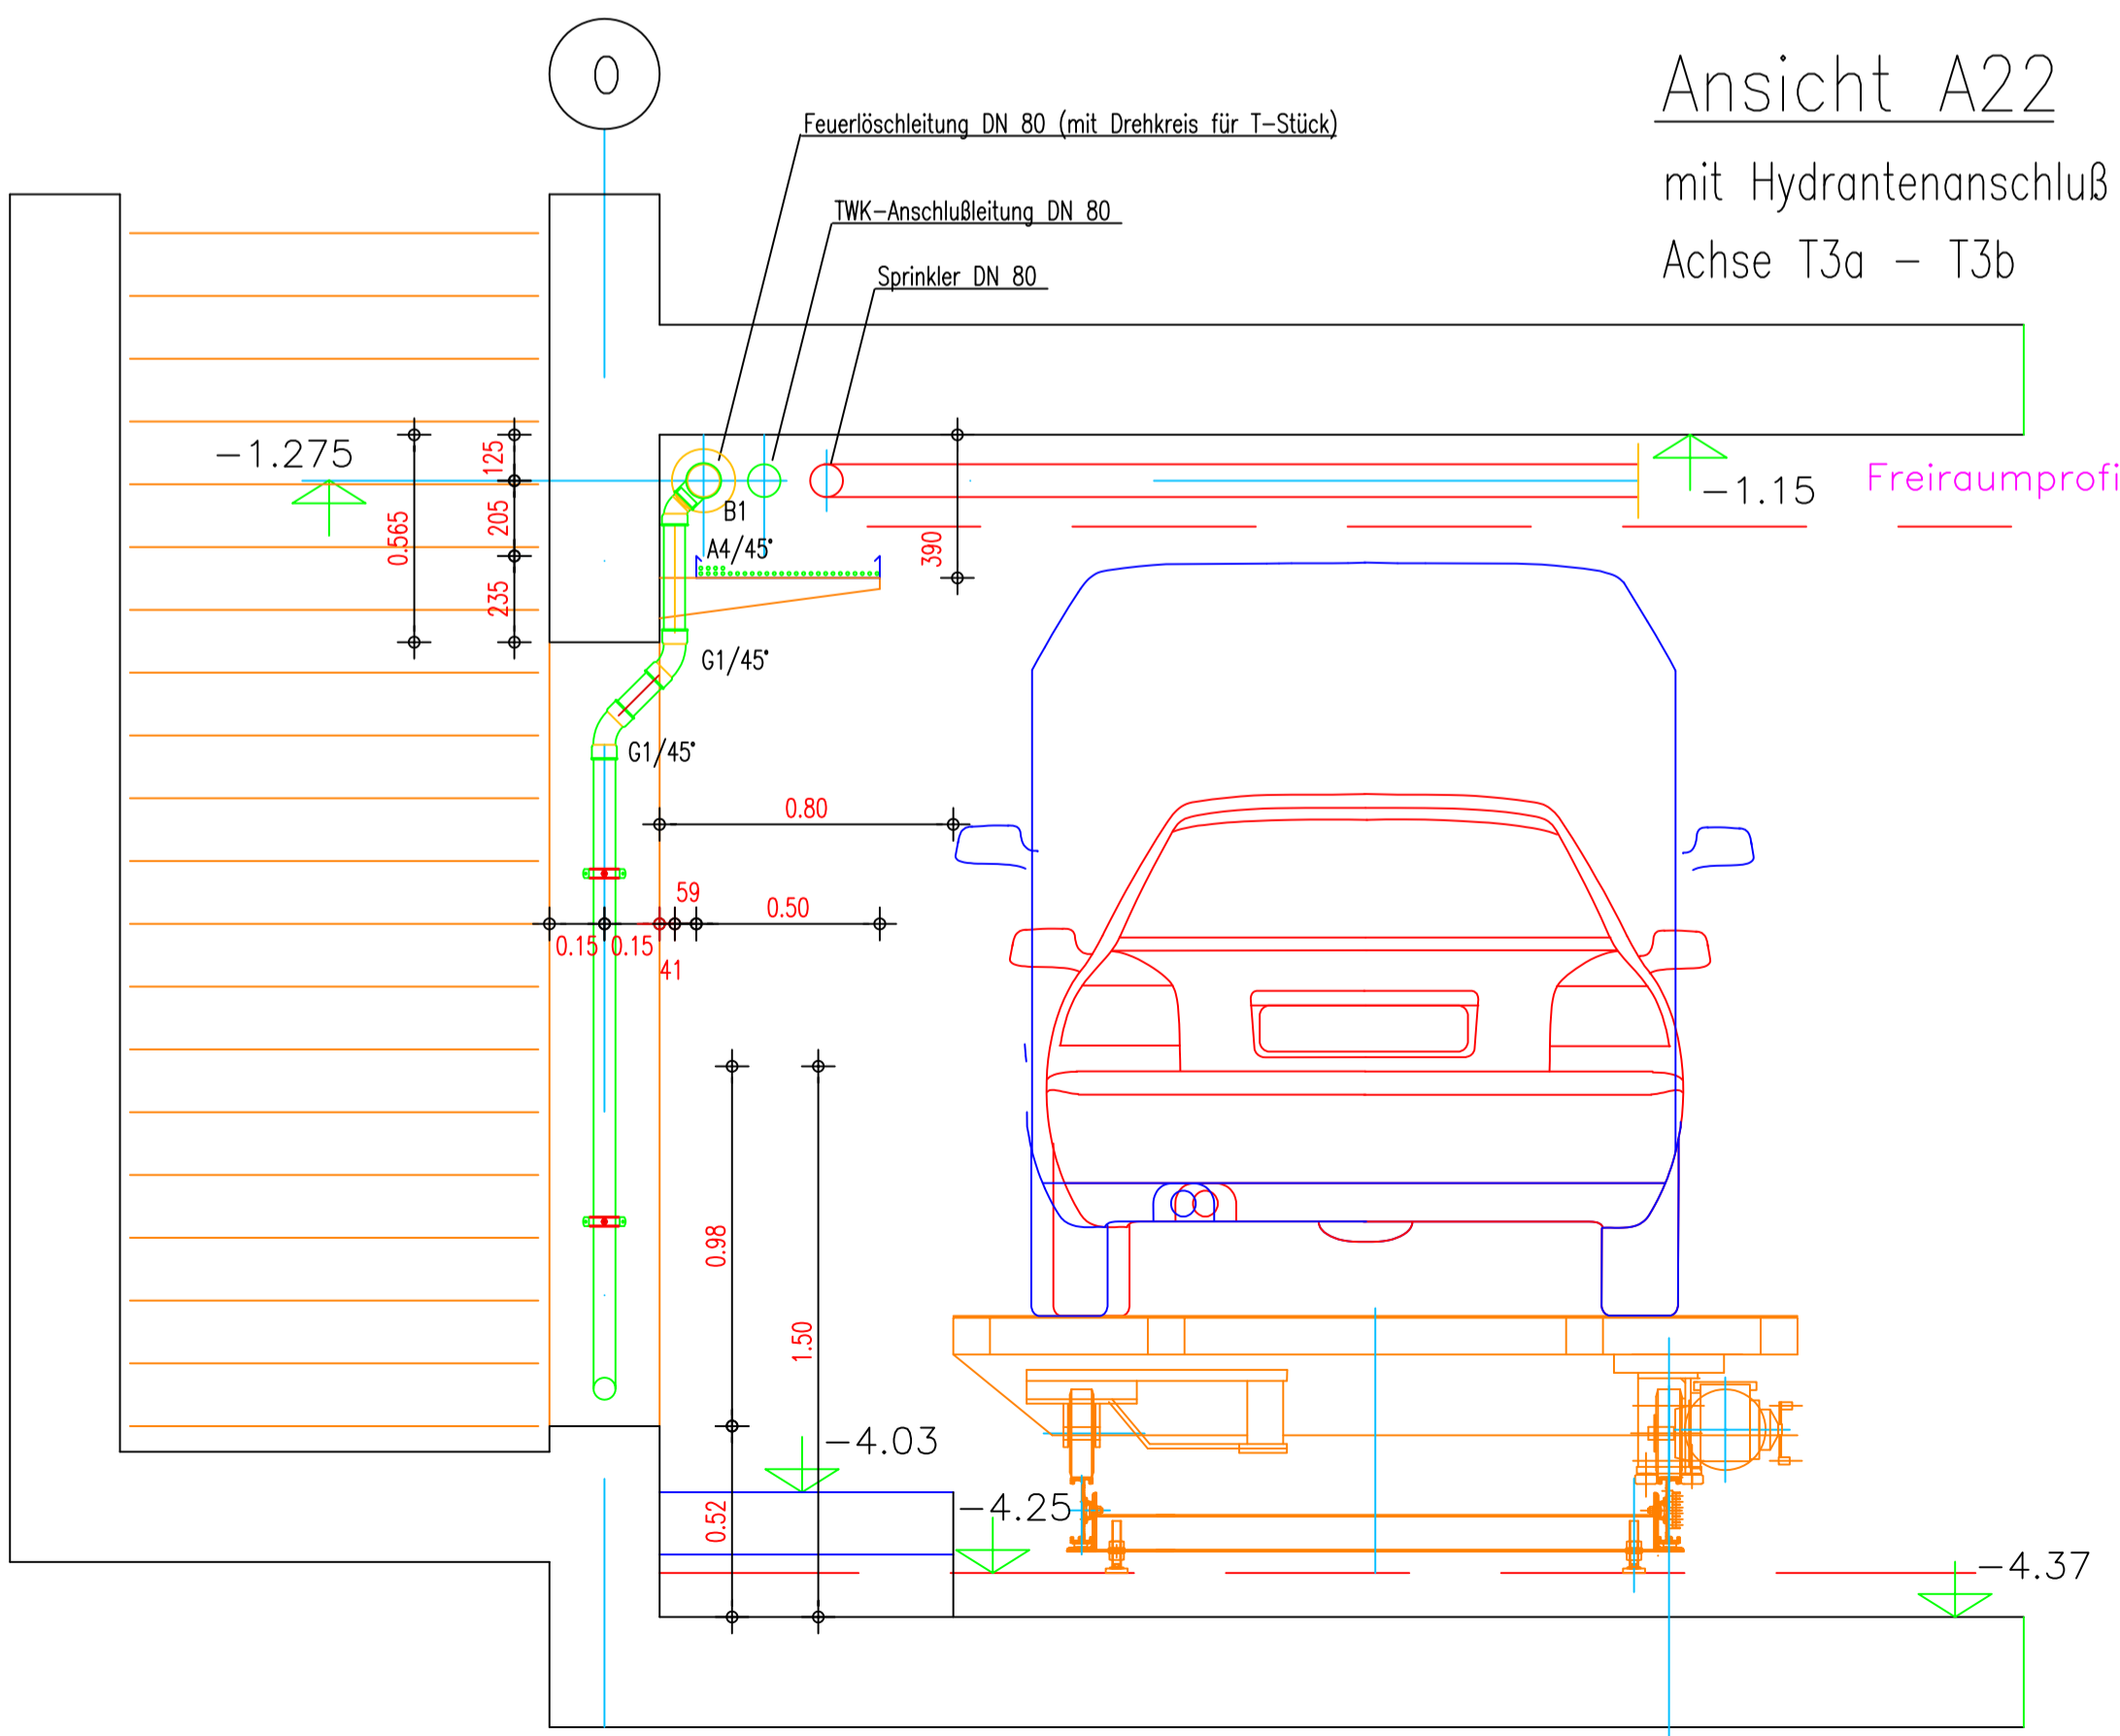 Ansicht A22
mit Hydrantenanschluß
Achse T3a – T3b
0
Feuerlöschleitung DN 80 (mit Drehkreis für T–Stück)
TWK–Anschlußleitung DN 80
Sprinkler DN 80
−1.275
125
205
0.565
235
B1
A4/45°
390
−1.15
Freiraumprofi
G1/45°
G1/45°
0.80
59
0.50
0.15
0.15
41
0.98
1.50
−4.03
0.52
−4.25
−4.37